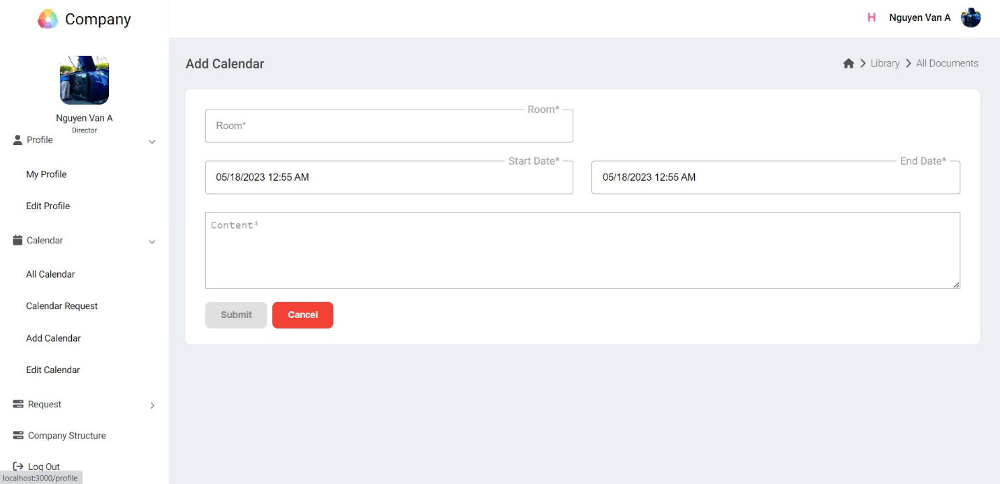 Company
H Nguyen Van A
Nguyen Van A
Director
Profile
My Profile
Edit Profile
Calendar
All Calendar
Calendar Request
Add Calendar
Edit Calendar
Request
Company Structure
Log Out
localhost:3000/profile
Add Calendar
Library All Documents
Room*
Room*
Start Date* End Date*
05/18/2023 12:55 AM 05/18/2023 12:55 AM
Content*
Submit Cancel